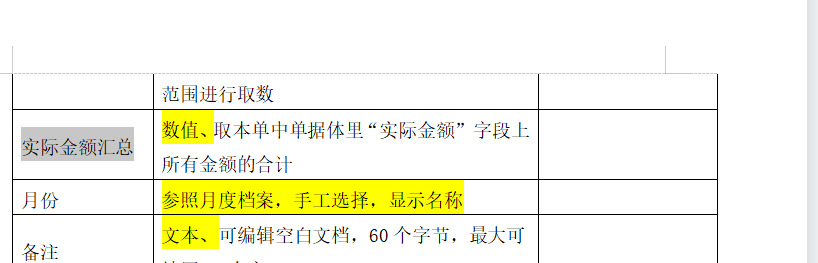 范围进行取数
实际金额汇总
数值、取本单中单据体里“实际金额”字段上
所有金额的合计
月份
参照月度档案，手工选择，显示名称
备注
文本、可编辑空白文档，60个字节，最大可